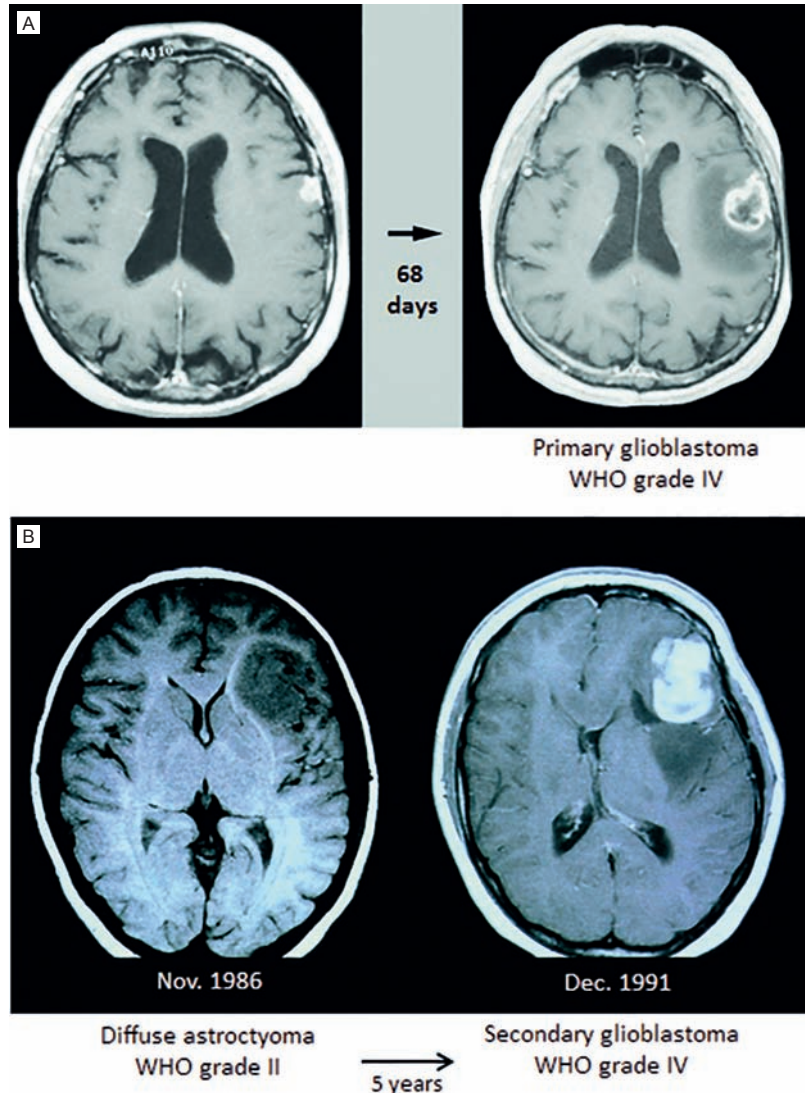 A
A110
68
days
Primary glioblastoma
WHO grade IV
B
Nov. 1986
Dec. 1991
Diffuse astroctyoma
WHO grade II
5 years
Secondary glioblastoma
WHO grade IV